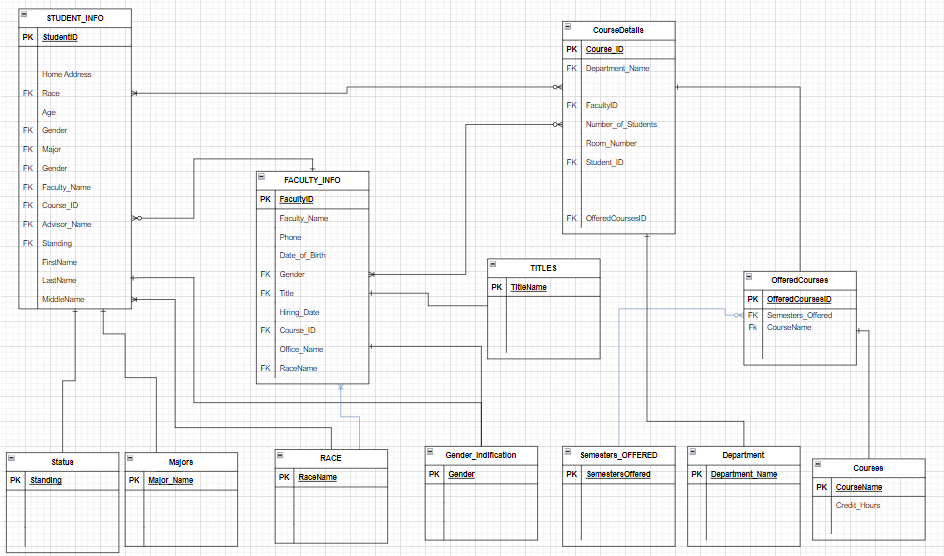 STUDENT_INFO
PK StudentID
Home Address
FK Race
Age
FK Gender
FK Major
FK Gender
FK Faculty_Name
FK Course_ID
FK Advisor_Name
FK Standing
FirstName
LastName
MiddleName
CourseDetails
PK Course_ID
FK Department_Name
FK FacultyID
FK Number_of_Students
Room_Number
FK Student_ID
FK OfferedCoursesID
FACULTY_INFO
PK FacultyID
Faculty_Name
Phone
Date_of_Birth
FK Gender
FK Title
Hiring_Date
FK Course_ID
Office_Name
FK RaceName
TITLES
PK TitleName
OfferedCourses
PK OfferedCoursesID
FK Semesters_Offered
Fk CourseName
Status
PK Standing
Majors
PK Major_Name
RACE
PK RaceName
Gender_Indification
PK Gender
Semesters_OFFERED
PK SemestersOffered
Department
PK Department_Name
Courses
PK CourseName
Credit_Hours